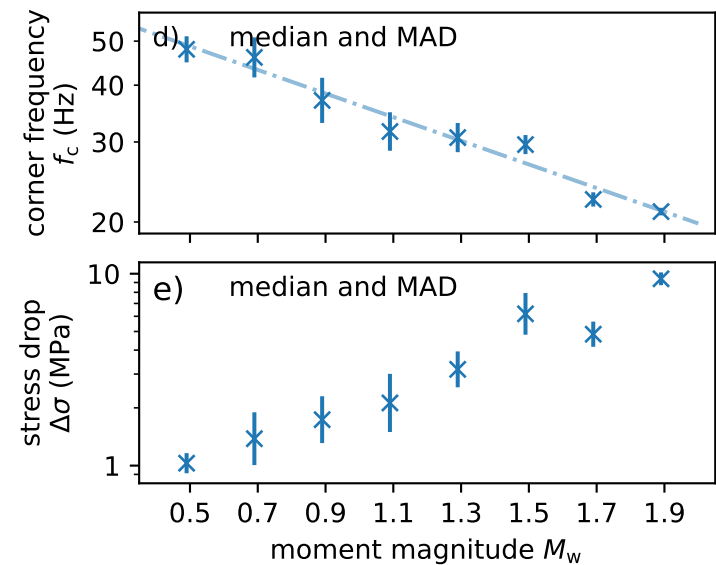 d) median and MAD
50
40
30
20
corner frequency
f_c (Hz)
e) median and MAD
10
1
stress drop
Δσ (MPa)
0.5 0.7 0.9 1.1 1.3 1.5 1.7 1.9
moment magnitude M_w